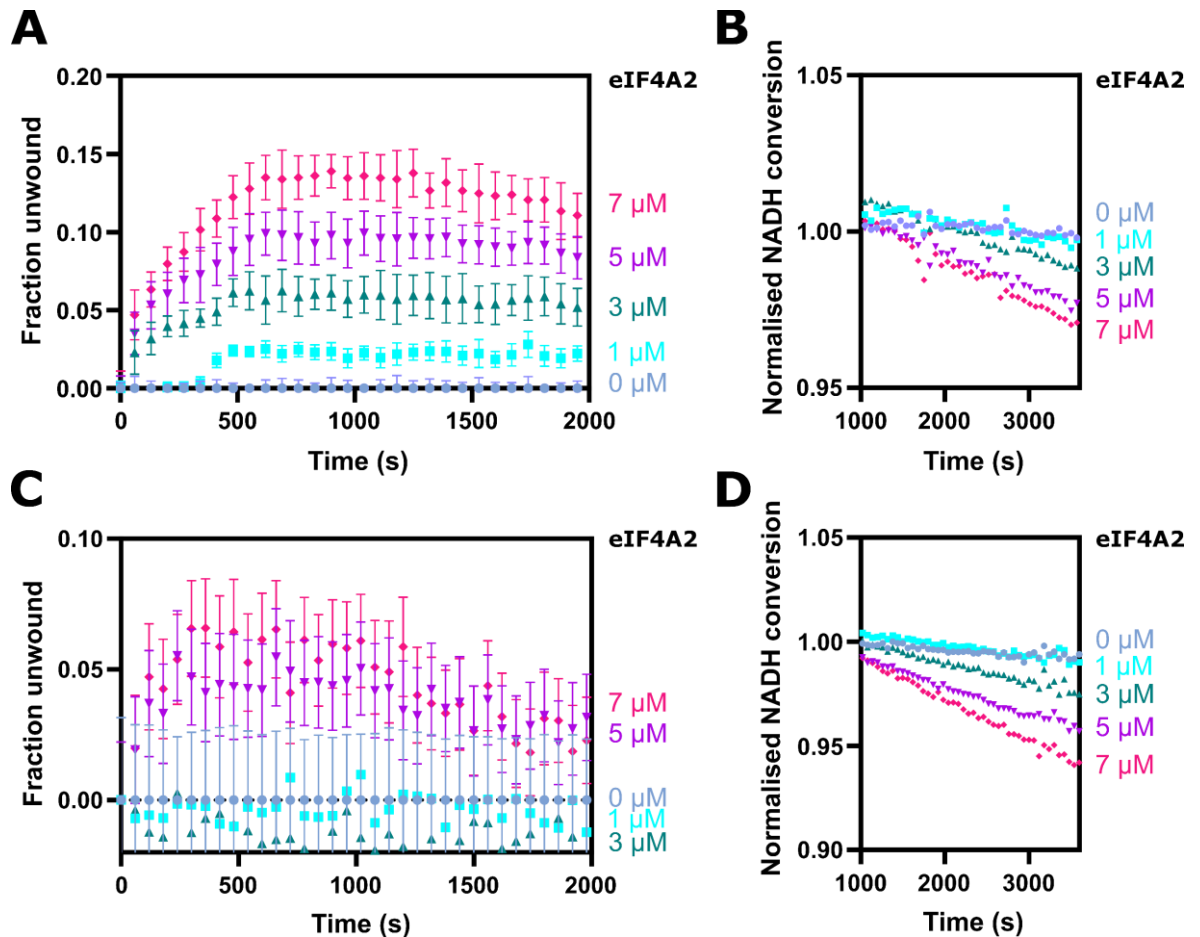 A
Fraction unwound
0.20
0.15
0.10
0.05
0.00
0 500 1000 1500 2000
Time (s)
eIF4A2
7 µM
5 µM
3 µM
1 µM
0 µM
B
Normalised NADH conversion
1.05
1.00
0.95
1000 2000 3000
Time (s)
eIF4A2
0 µM
1 µM
3 µM
5 µM
7 µM
C
Fraction unwound
0.10
0.05
0.00
0 500 1000 1500 2000
Time (s)
eIF4A2
7 µM
5 µM
0 µM
1 µM
3 µM
D
Normalised NADH conversion
1.05
1.00
0.95
0.90
1000 2000 3000
Time (s)
eIF4A2
0 µM
1 µM
3 µM
5 µM
7 µM